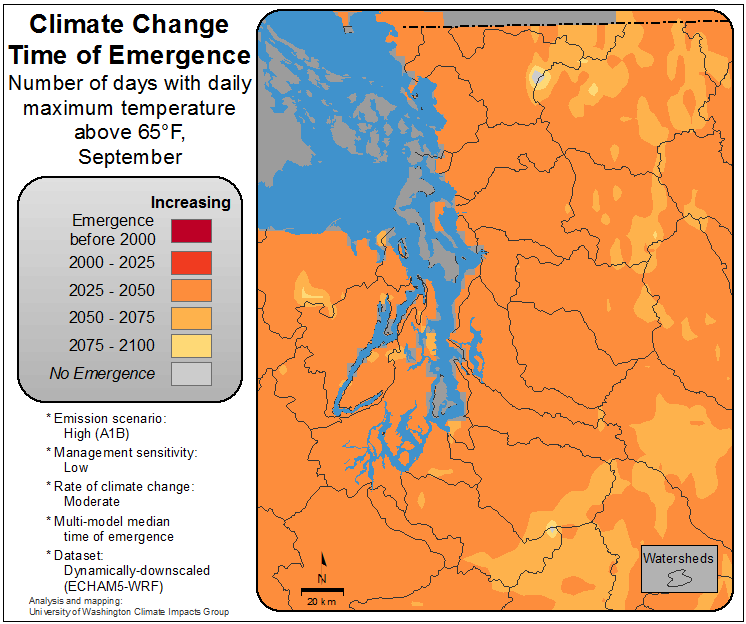 Climate Change
Time of Emergence
Number of days with daily
maximum temperature
above 65°F,
September
Increasing
Emergence
before 2000
2000 - 2025
2025 - 2050
2050 - 2075
2075 - 2100
No Emergence
* Emission scenario:
High (A1B)
* Management sensitivity:
Low
* Rate of climate change:
Moderate
* Multi-model median
time of emergence
* Dataset:
Dynamically-downscaled
(ECHAM5-WRF)
Analysis and mapping:
University of Washington Climate Impacts Group
N
20 km
Watersheds